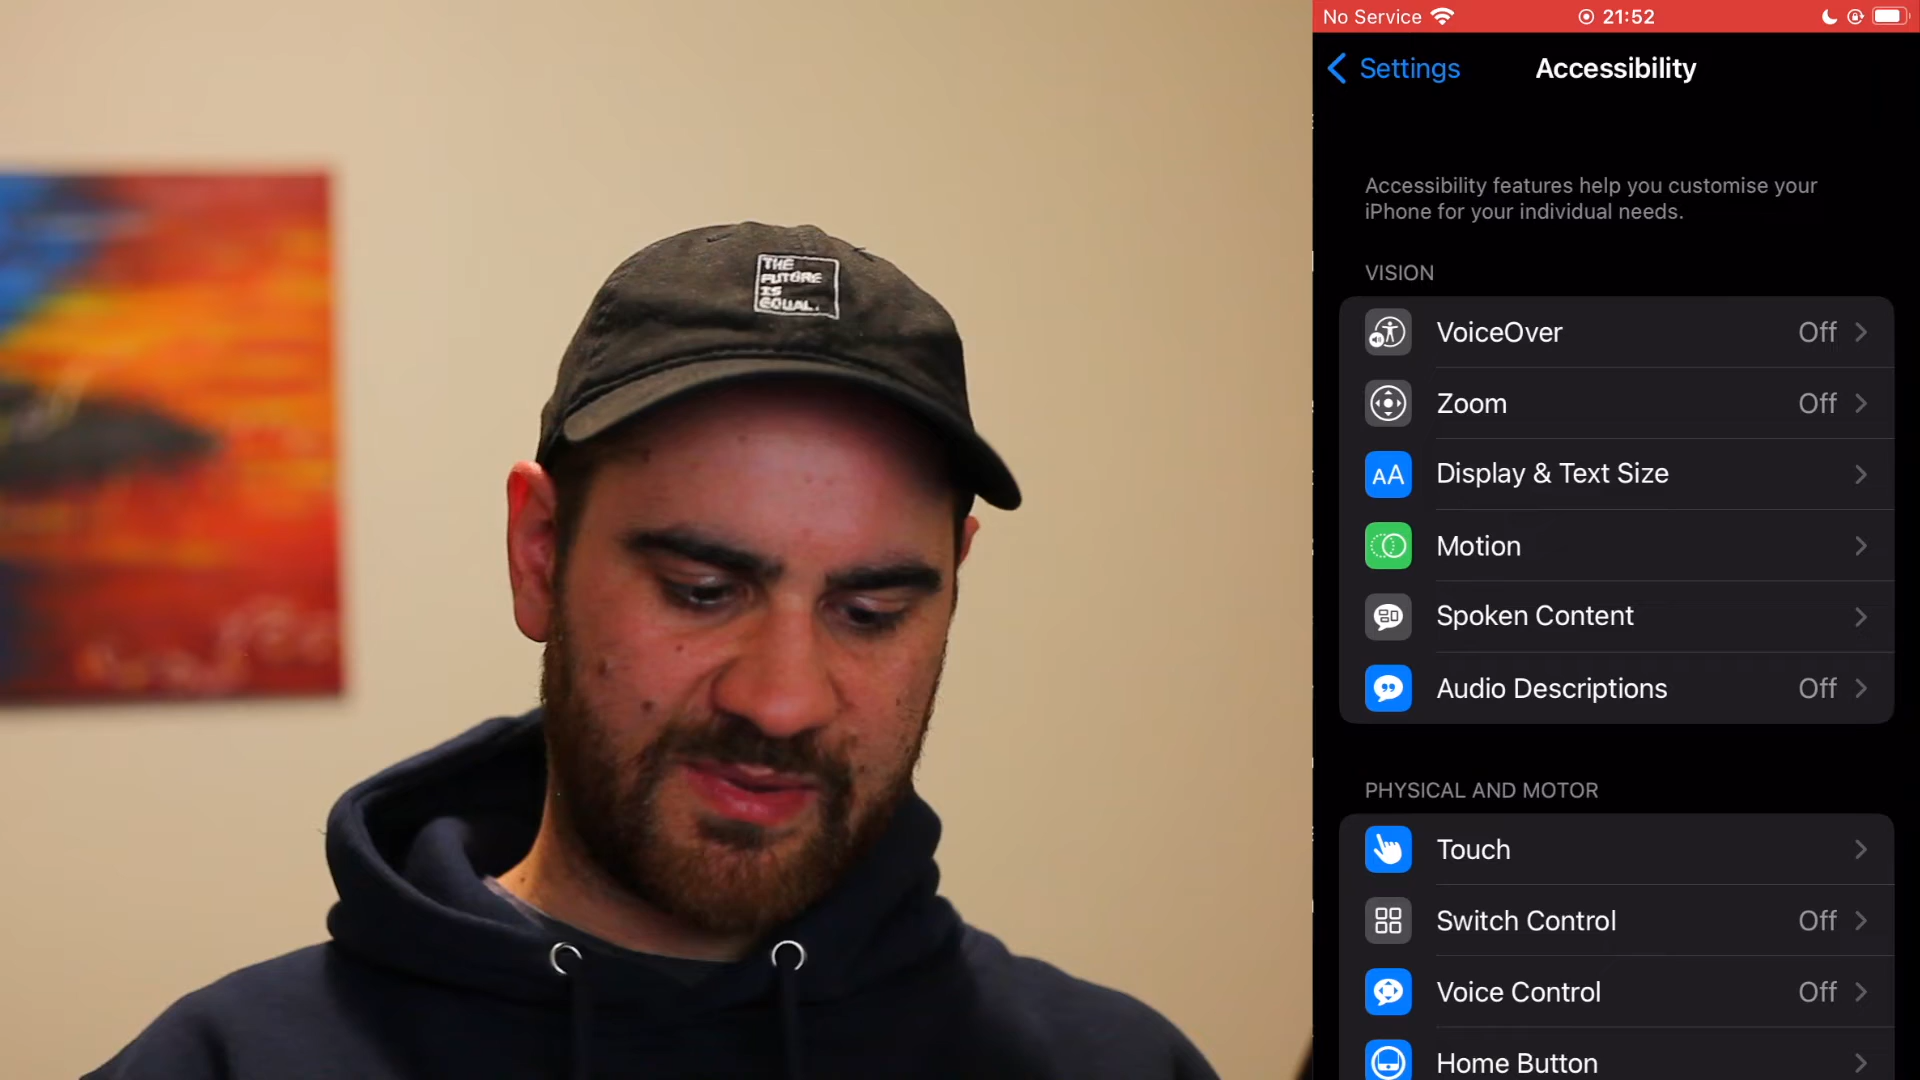 THE
FUTURE
IS
EQUAL.
No Service
21:52
Settings
Accessibility
Accessibility features help you customise your
iPhone for your individual needs.
VISION
VoiceOver Off
Zoom Off
AA Display & Text Size
Motion
Spoken Content
Audio Descriptions Off
PHYSICAL AND MOTOR
Touch
Switch Control Off
Voice Control Off
Home Button